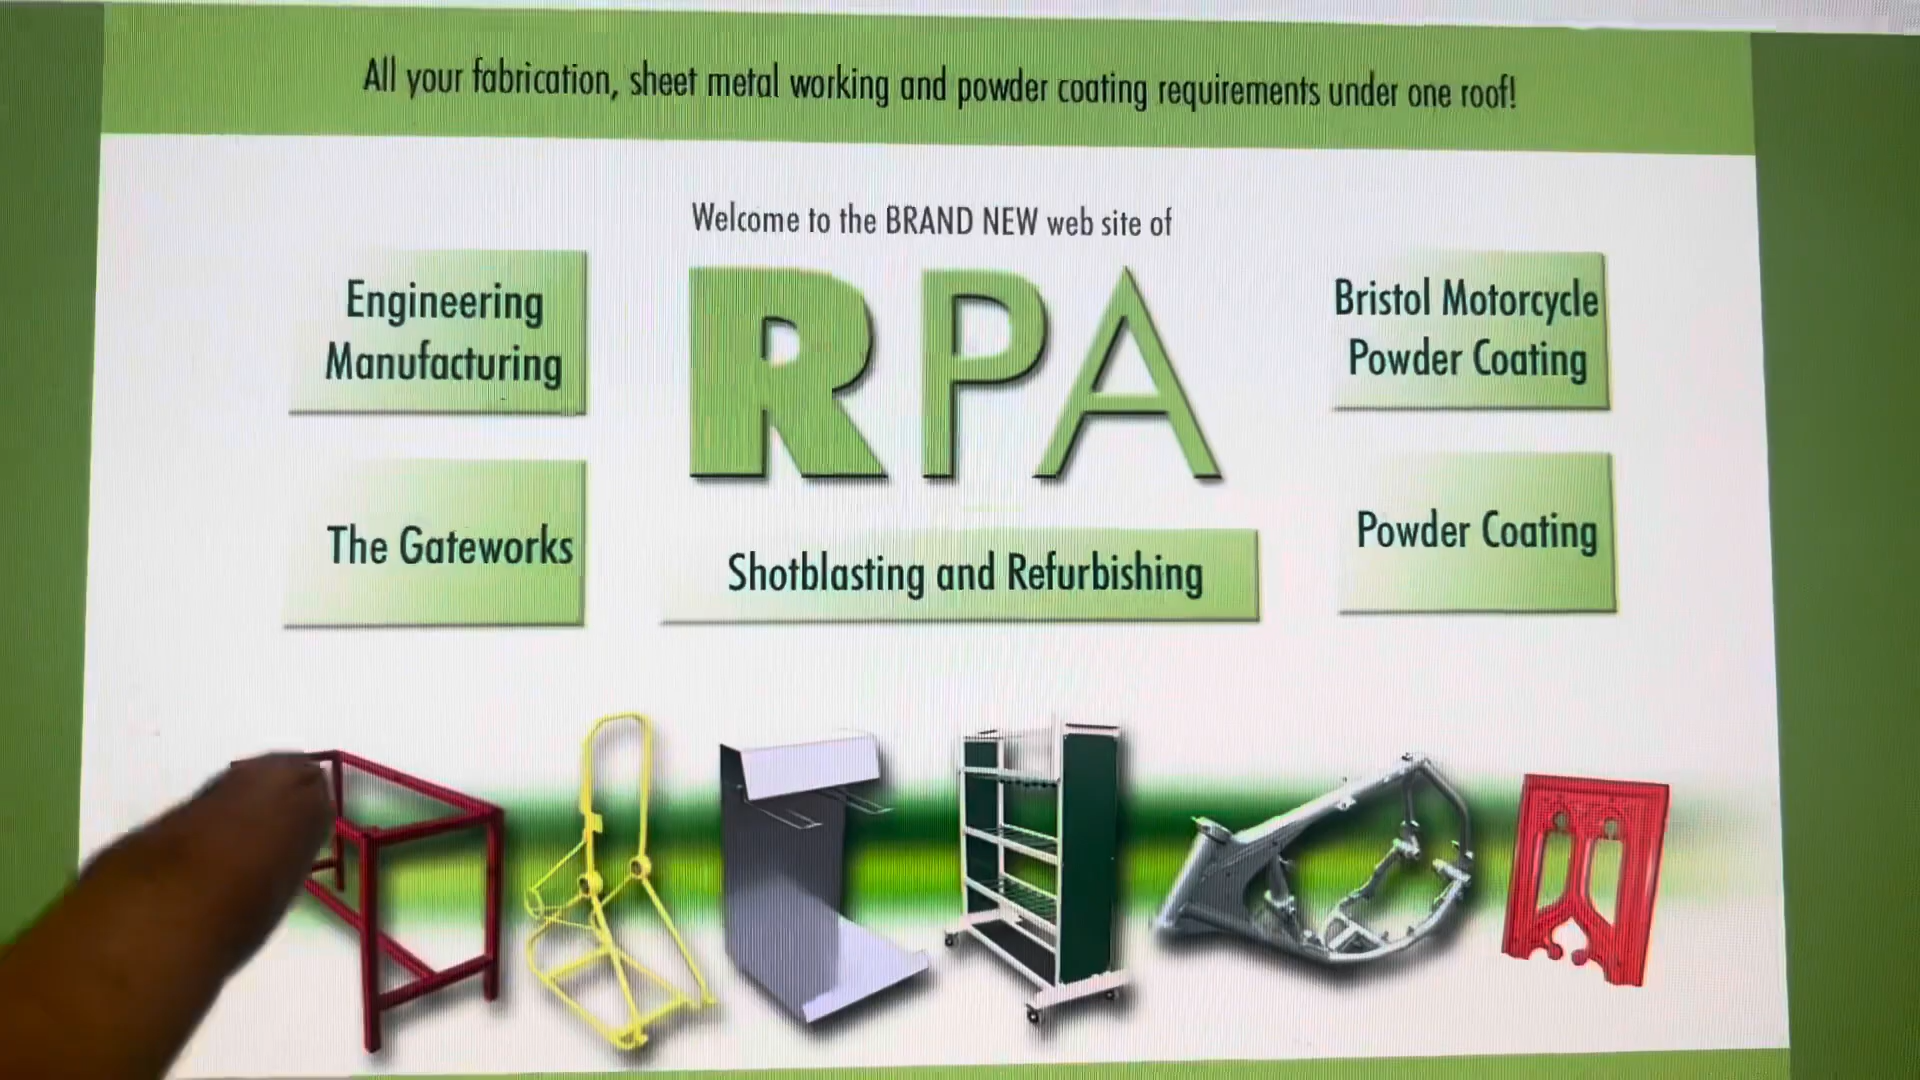 All your fabrication, sheet metal working and powder coating requirements under one roof!
Welcome to the BRAND NEW web site of
RPA
Engineering
Manufacturing
Bristol Motorcycle
Powder Coating
The Gateworks
Shotblasting and Refurbishing
Powder Coating